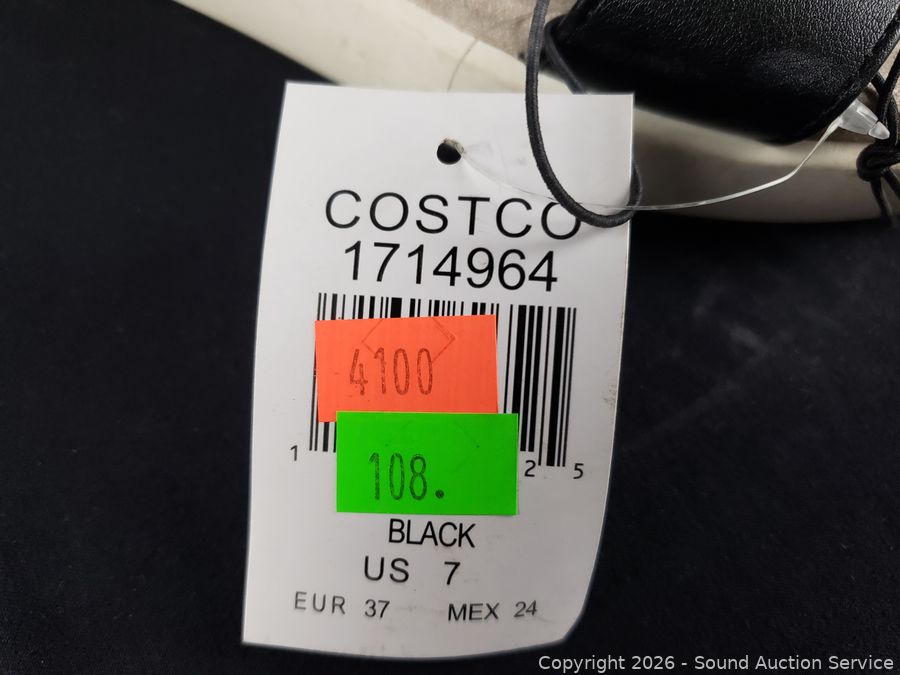 COSTCO
1714964
4100
1 2 5
108.
BLACK
US 7
EUR 37 MEX 24
Copyright 2026 - Sound Auction Service